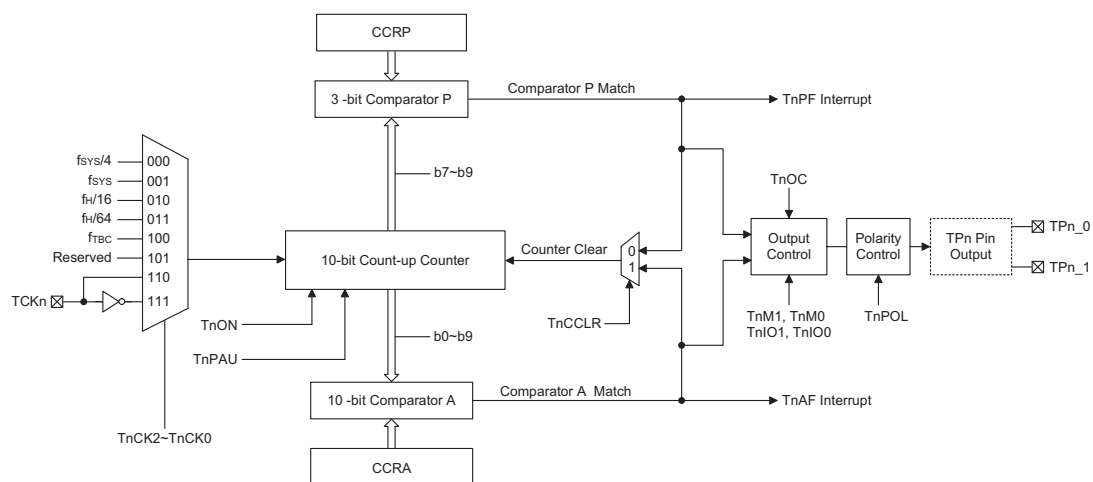 CCRP
3 -bit Comparator P
Comparator P Match
TnPF Interrupt
b7~b9
fSYS/4
000
fSYS
001
fH/16
010
fH/64
011
fTBC
100
Reserved
101
110
TCKn
111
TnCK2~TnCK0
10-bit Count-up Counter
Counter Clear
0
1
TnOC
Output
Control
Polarity
Control
TPn Pin
Output
TPn_0
TPn_1
TnON
TnPAU
TnCCLR
TnM1, TnM0
TnIO1, TnIO0
TnPOL
b0~b9
10 -bit Comparator A
Comparator A Match
TnAF Interrupt
CCRA